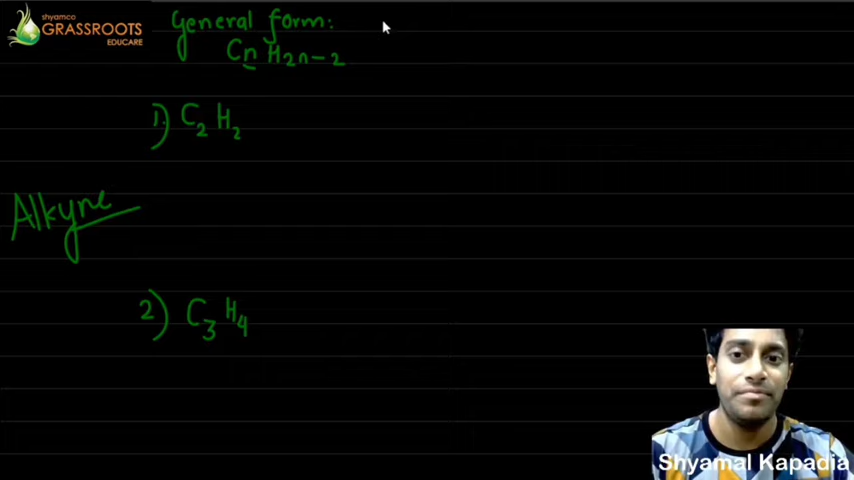 shyamco
GRASSROOTS
EDUCARE
General form:
CnH2n-2
1) C2H2
Alkyne
2) C3H4
Shyamal Kapadia